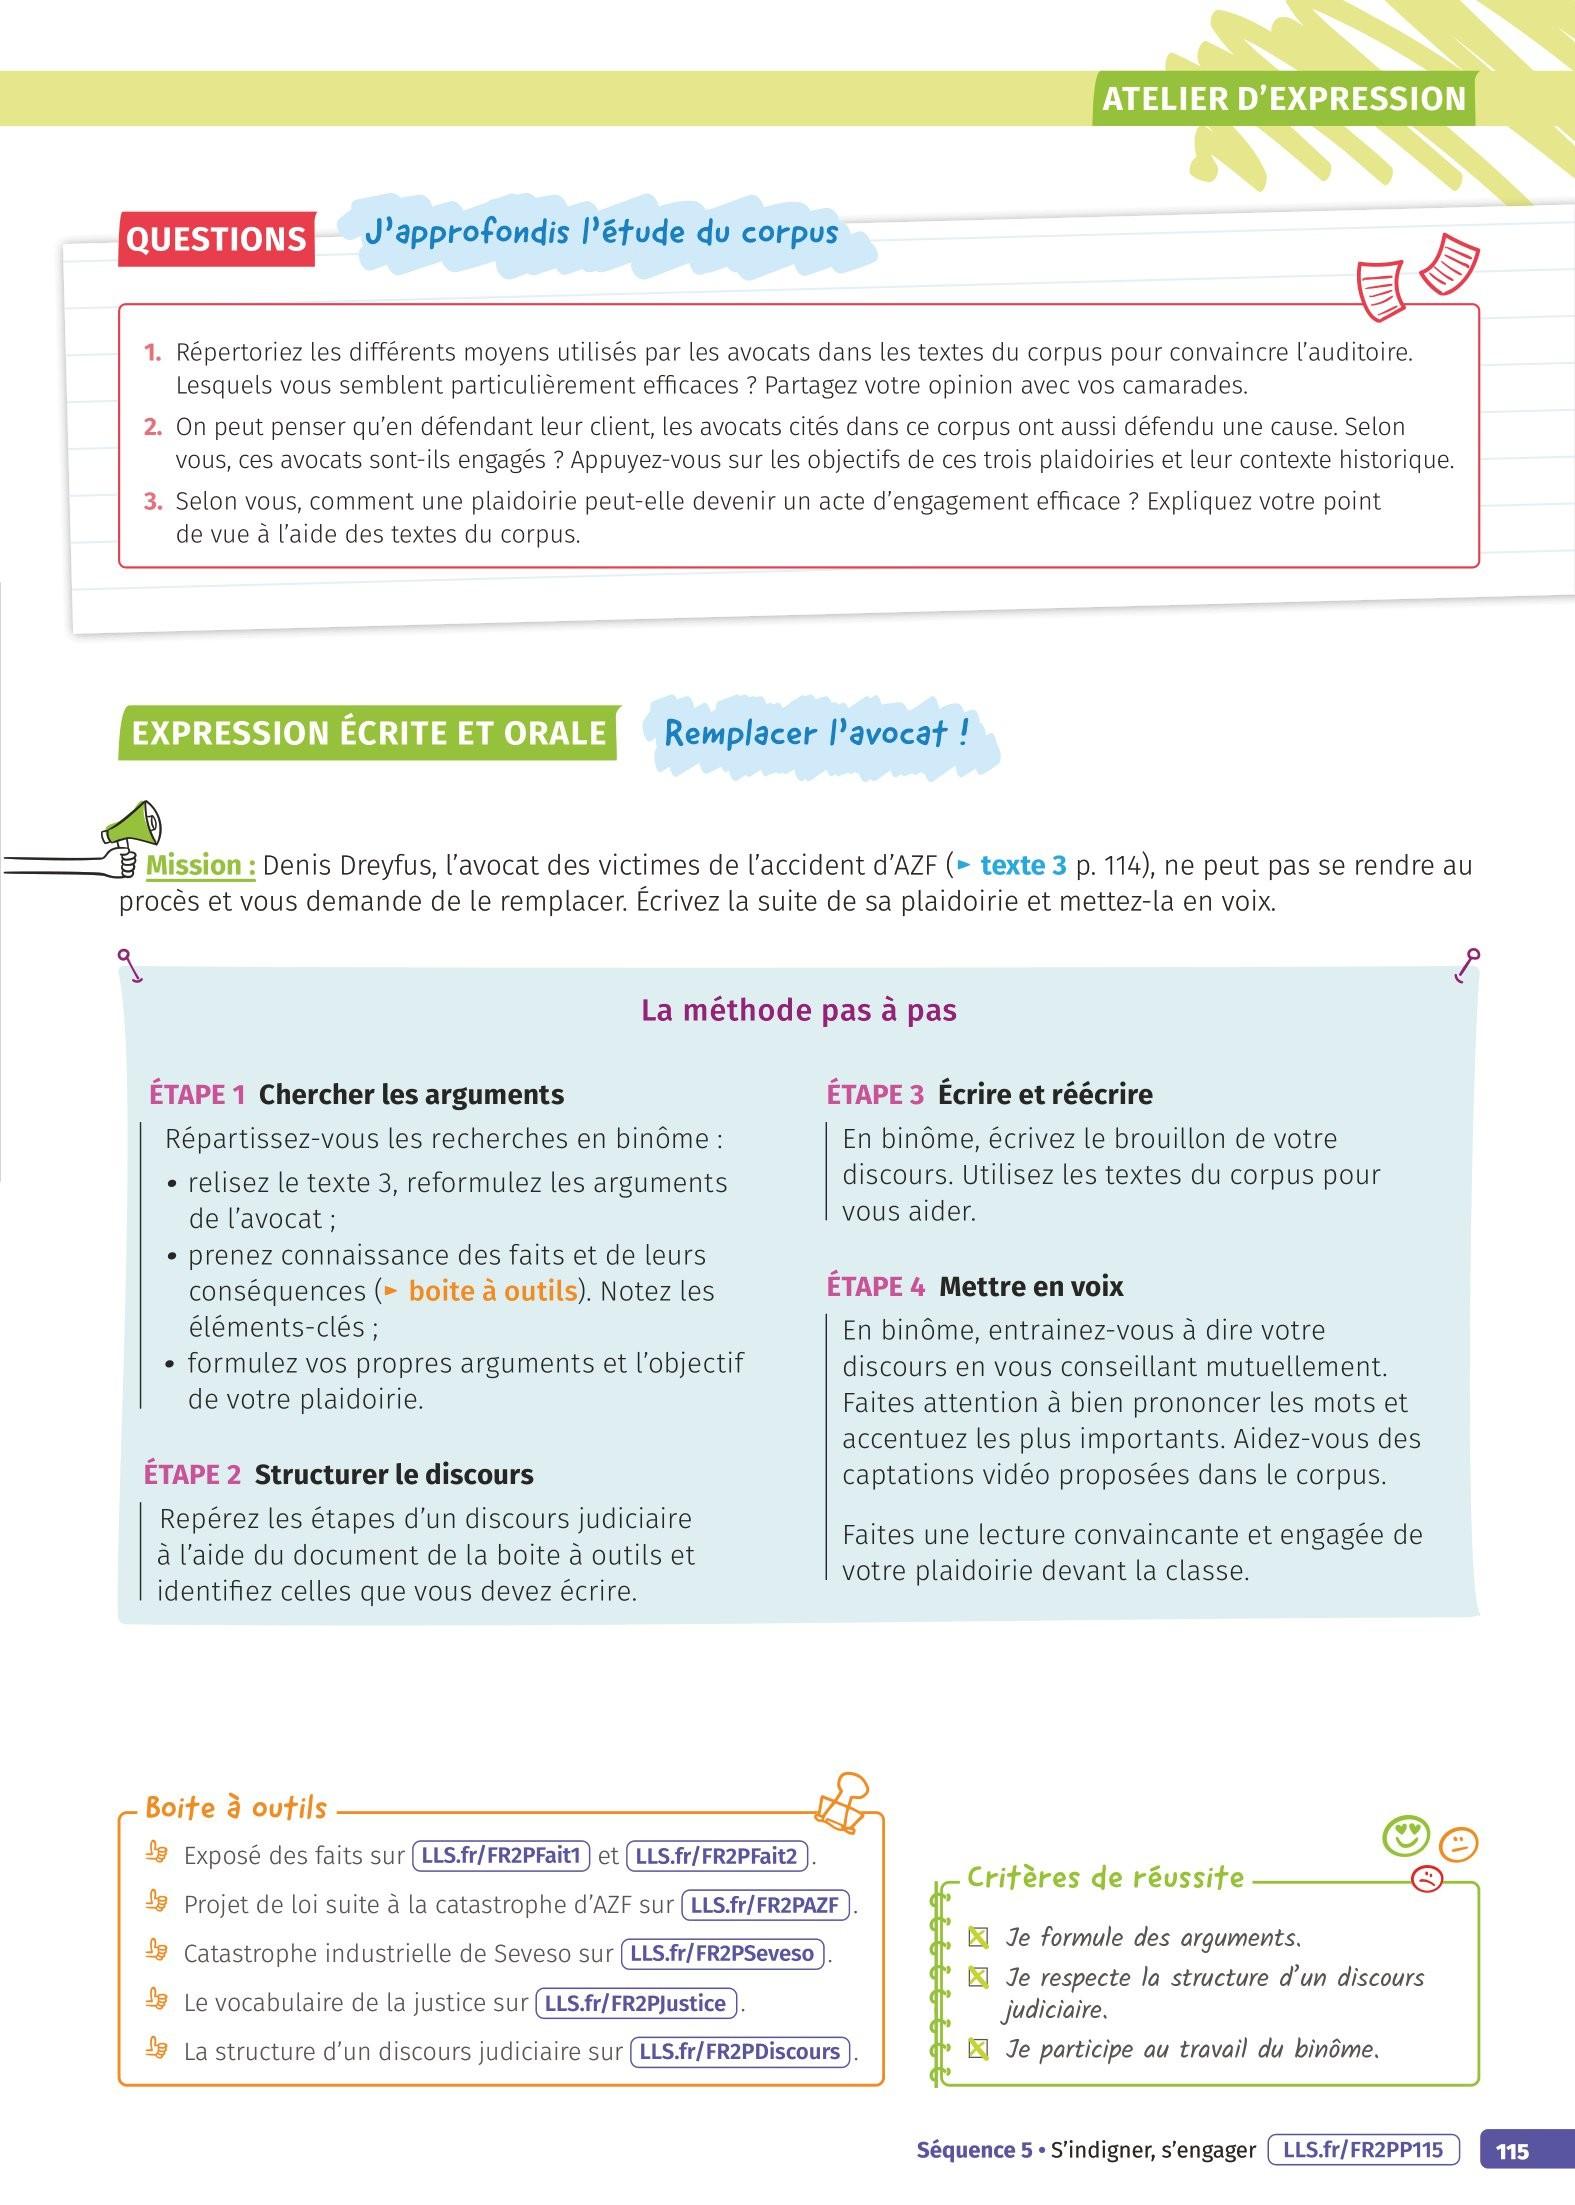 ATELIER D'EXPRESSION
QUESTIONS
J'approfondis l'étude du corpus
1. Répertoriez les différents moyens utilisés par les avocats dans les textes du corpus pour convaincre l'auditoire.
Lesquels vous semblent particulièrement efficaces ? Partagez votre opinion avec vos camarades.
2. On peut penser qu'en défendant leur client, les avocats cités dans ce corpus ont aussi défendu une cause. Selon
vous, ces avocats sont-ils engagés ? Appuyez-vous sur les objectifs de ces trois plaidoiries et leur contexte historique.
3. Selon vous, comment une plaidoirie peut-elle devenir un acte d'engagement efficace ? Expliquez votre point
de vue à l'aide des textes du corpus.
EXPRESSION ÉCRITE ET ORALE
Remplacer l'avocat !
Mission : Denis Dreyfus, l'avocat des victimes de l'accident d'AZF (► texte 3 p. 114), ne peut pas se rendre au
procès et vous demande de le remplacer. Écrivez la suite de sa plaidoirie et mettez-la en voix.
La méthode pas à pas
ÉTAPE 1 Chercher les arguments
Répartissez-vous les recherches en binôme :
• relisez le texte 3, reformulez les arguments
de l'avocat ;
• prenez connaissance des faits et de leurs
conséquences (► boite à outils). Notez les
éléments-clés ;
• formulez vos propres arguments et l'objectif
de votre plaidoirie.
ÉTAPE 2 Structurer le discours
Repérez les étapes d'un discours judiciaire
à l'aide du document de la boite à outils et
identifiez celles que vous devez écrire.
ÉTAPE 3 Écrire et réécrire
En binôme, écrivez le brouillon de votre
discours. Utilisez les textes du corpus pour
vous aider.
ÉTAPE 4 Mettre en voix
En binôme, entrainez-vous à dire votre
discours en vous conseillant mutuellement.
Faites attention à bien prononcer les mots et
accentuez les plus importants. Aidez-vous des
captations vidéo proposées dans le corpus.
Faites une lecture convaincante et engagée de
votre plaidoirie devant la classe.
Boite à outils
Exposé des faits sur LLS.fr/FR2PFait1 et LLS.fr/FR2PFait2 .
Projet de loi suite à la catastrophe d'AZF sur LLS.fr/FR2PAZF .
Catastrophe industrielle de Seveso sur LLS.fr/FR2PSeveso .
Le vocabulaire de la justice sur LLS.fr/FR2PJustice .
La structure d'un discours judiciaire sur LLS.fr/FR2PDiscours .
Critères de réussite
Je formule des arguments.
Je respecte la structure d'un discours
judiciaire.
Je participe au travail du binôme.
Séquence 5 • S'indigner, s'engager LLS.fr/FR2PP115 115